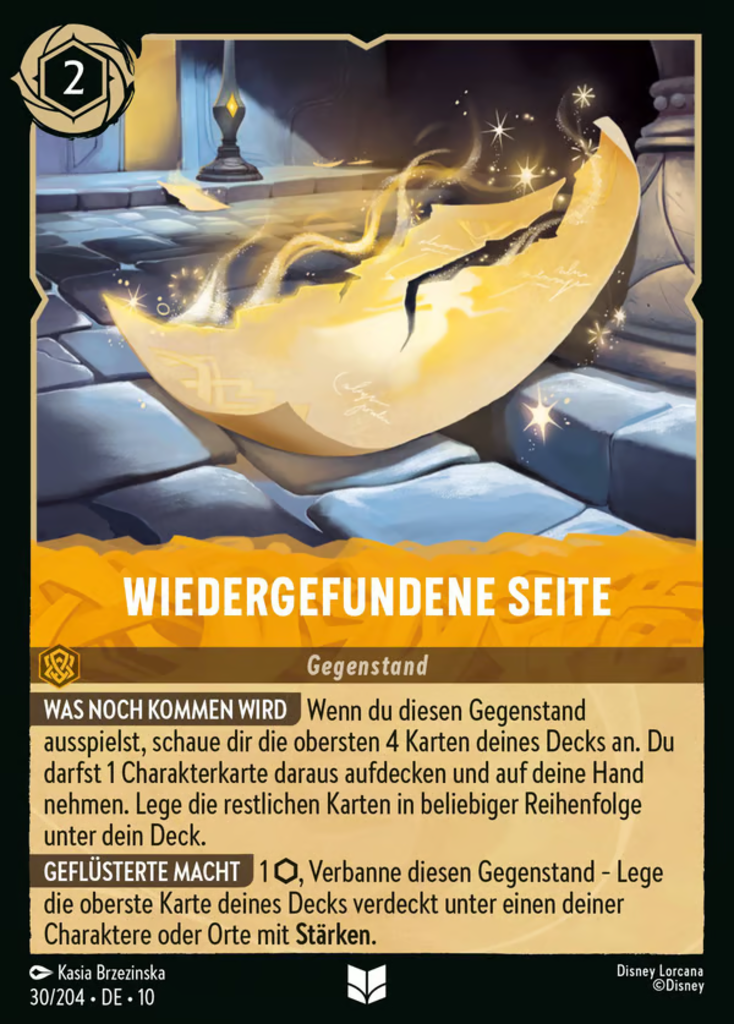 2
WIEDERGEFUNDENE SEITE
Gegenstand
WAS NOCH KOMMEN WIRD Wenn du diesen Gegenstand
ausspielst, schaue dir die obersten 4 Karten deines Decks an. Du
darfst 1 Charakterkarte daraus aufdecken und auf deine Hand
nehmen. Lege die restlichen Karten in beliebiger Reihenfolge
unter dein Deck.
GEFLÜSTERTE MACHT 1 ⬡, Verbanne diesen Gegenstand – Lege
die oberste Karte deines Decks verdeckt unter einen deiner
Charaktere oder Orte mit Stärken.
Kasia Brzezinska
Disney Lorcana
30/204 • DE • 10
©Disney